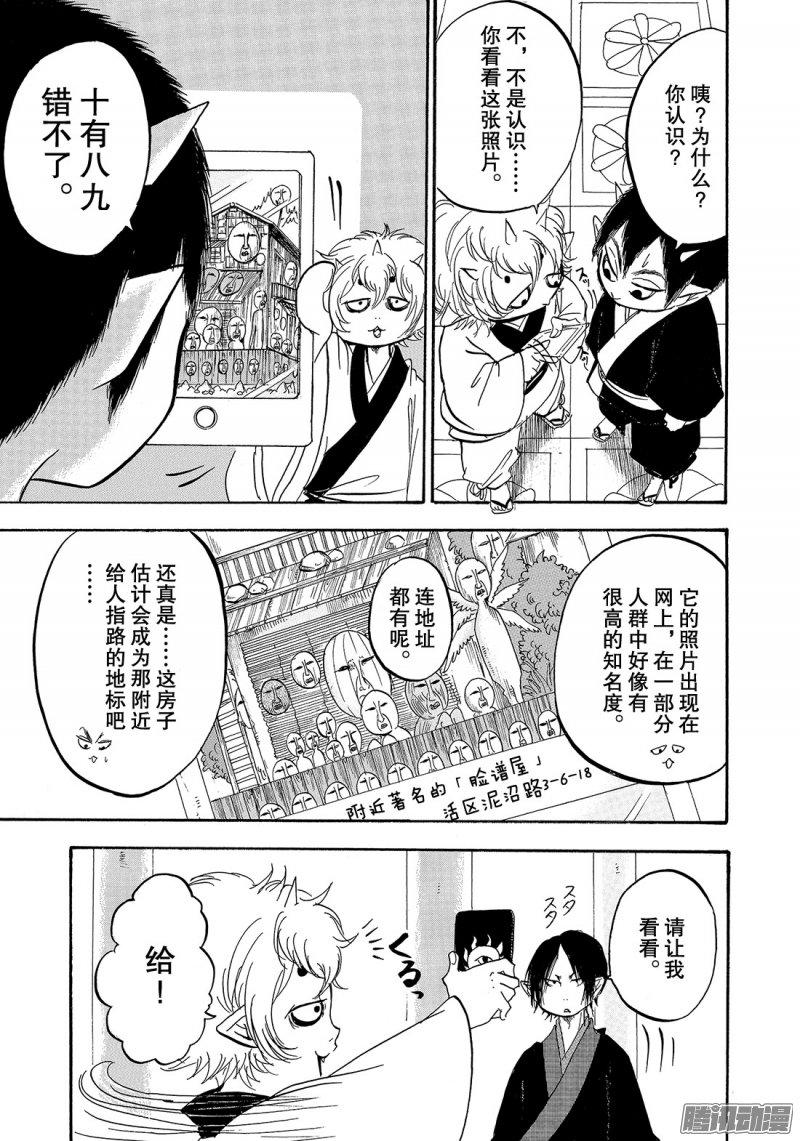 咦？为什么？
你认识？
不，不是认识……
你看看这张照片。
十有八九
错不了。
它的照片出现在
网上，在一部分
人群中好像有
很高的知名度。
连地址
都有呢。
还真是……这房子
估计会成为那附近
给人指路的地标吧
……
附近著名的「脸谱屋」
活区泥沼路3-6-18
请让我
看看。
スタ
スタ
くるっ
给！
腾讯动漫